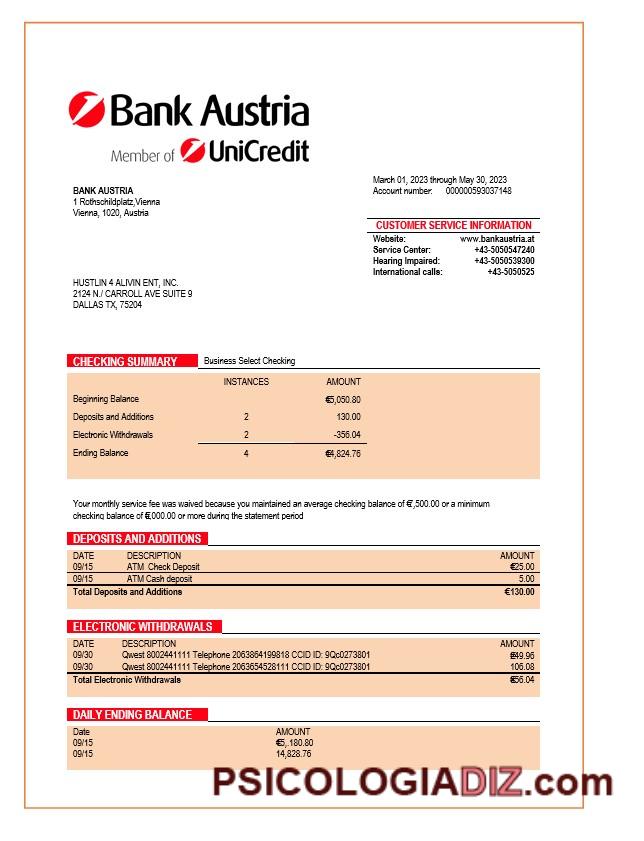 Bank Austria
Member of UniCredit
March 01, 2023 through May 30, 2023
Account number: 000000593037148
BANK AUSTRIA
1 Rothschildplatz,Vienna
Vienna, 1020, Austria
CUSTOMER SERVICE INFORMATION
Website: www.bankaustria.at
Service Center: +43-5050547240
Hearing Impaired: +43-5050539300
International calls: +43-5050525
HUSTLIN 4 ALIVIN ENT, INC.
2124 N./ CARROLL AVE SUITE 9
DALLAS TX, 75204
CHECKING SUMMARY Business Select Checking
INSTANCES AMOUNT
Beginning Balance €5,050.80
Deposits and Additions 2 130.00
Electronic Withdrawals 2 -356.04
Ending Balance 4 €4,824.76
Your monthly service fee was waived because you maintained an average checking balance of €7,500.00 or a minimum
checking balance of €,000.00 or more during the statement period
DEPOSITS AND ADDITIONS
DATE DESCRIPTION AMOUNT
09/15 ATM Check Deposit €25.00
09/15 ATM Cash deposit 5.00
Total Deposits and Additions €130.00
ELECTRONIC WITHDRAWALS
DATE DESCRIPTION AMOUNT
09/30 Qwest 8002441111 Telephone 2063864199818 CCID ID: 9Qc0273801 €49.96
09/30 Qwest 8002441111 Telephone 2063654528111 CCID ID: 9Qc0273801 106.08
Total Electronic Withdrawals €56.04
DAILY ENDING BALANCE
Date AMOUNT
09/15 €5,.180.80
09/15 14,828.76
PSICOLOGIADIZ.com